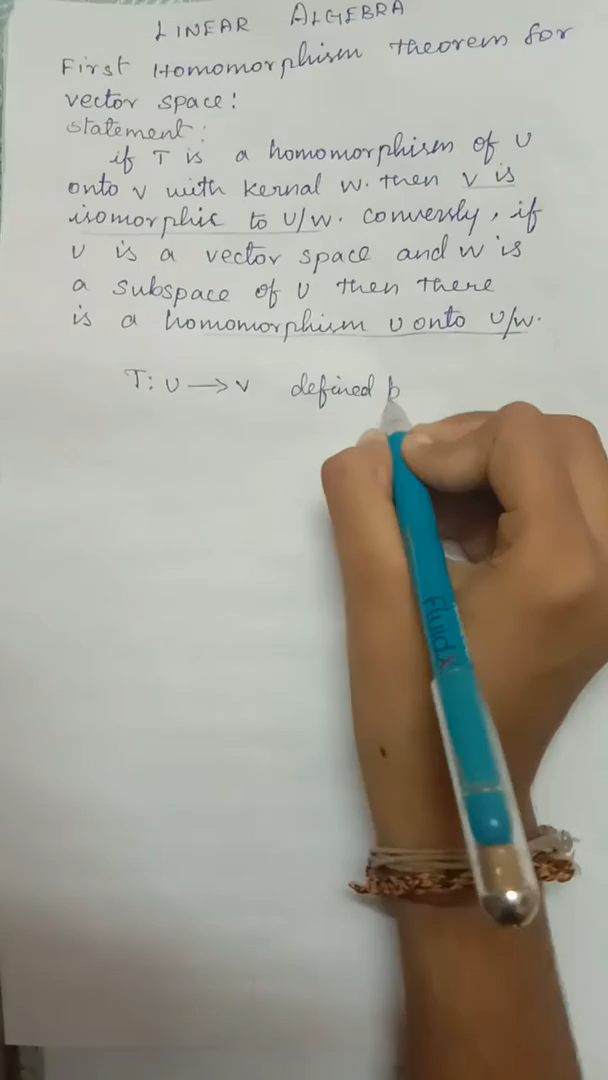 LINEAR ALGEBRA
First Homomorphism theorem for
vector space:
statement:
if T is a homomorphism of U
onto V with kernal W. then V is
isomorphic to U/W. conversly, if
U is a vector space and W is
a subspace of U then there
is a homomorphism U onto U/W.
T: U → V defined b
FluidX